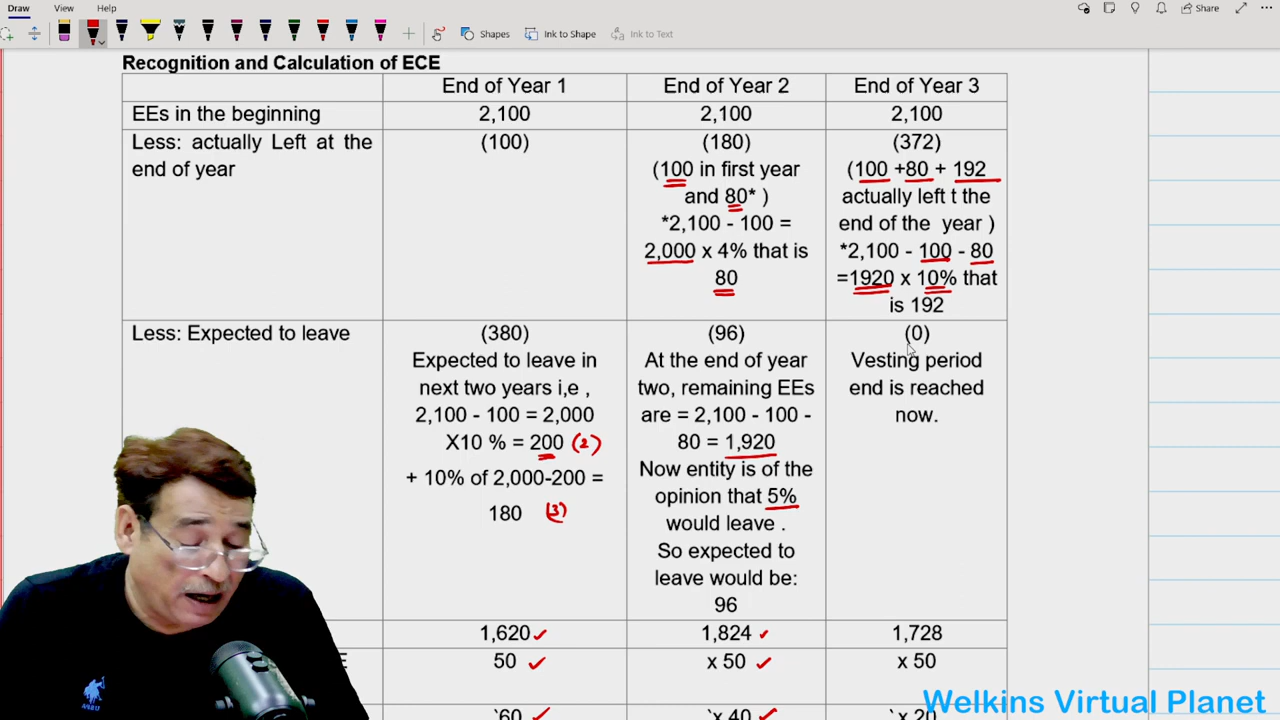 Draw View Help
Shapes Ink to Shape Ink to Text Share
Recognition and Calculation of ECE
End of Year 1 End of Year 2 End of Year 3
EEs in the beginning 2,100 2,100 2,100
Less: actually Left at the end of year
(100)
(180)
(100 in first year
and 80* )
*2,100 - 100 =
2,000 x 4% that is
80
(372)
(100 +80 + 192
actually left t the
end of the year )
*2,100 - 100 - 80
=1920 x 10% that
is 192
Less: Expected to leave
(380)
Expected to leave in
next two years i,e ,
2,100 - 100 = 2,000
X10 % = 200 (2)
+ 10% of 2,000-200 =
180 (3)
(96)
At the end of year
two, remaining EEs
are = 2,100 - 100 -
80 = 1,920
Now entity is of the
opinion that 5%
would leave .
So expected to
leave would be:
96
(0)
Vesting period
end is reached
now.
1,620 1,824 1,728
50 x 50 x 50
`60 `x 40 `x 20
Welkins Virtual Planet